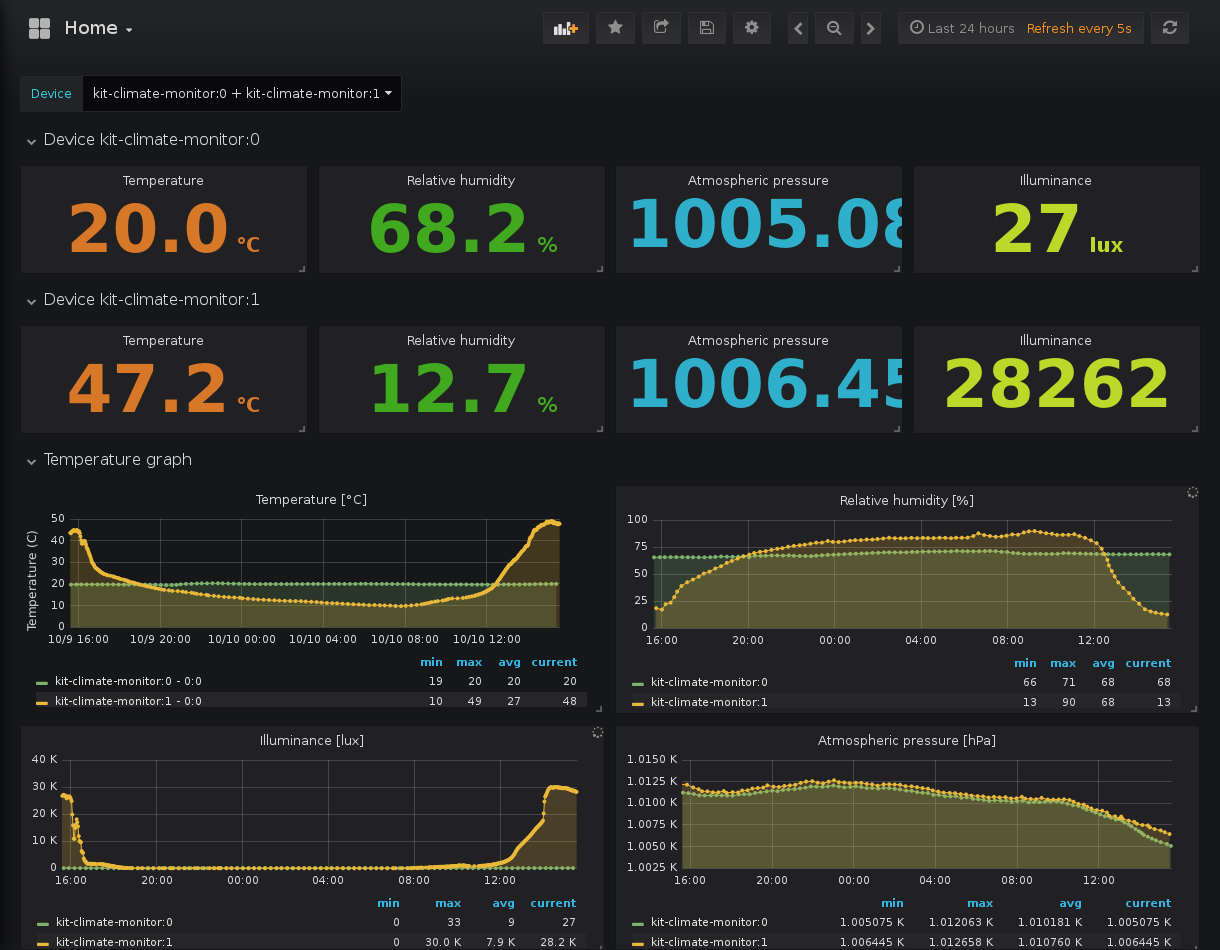 Home
Last 24 hours Refresh every 5s
Device kit-climate-monitor:0 + kit-climate-monitor:1
Device kit-climate-monitor:0
Temperature
20.0 °C
Relative humidity
68.2 %
Atmospheric pressure
1005.08
Illuminance
27 lux
Device kit-climate-monitor:1
Temperature
47.2 °C
Relative humidity
12.7 %
Atmospheric pressure
1006.45
Illuminance
28262
Temperature graph
Temperature [°C]
Temperature (C)
50
40
30
20
10
0
10/9 16:00 10/9 20:00 10/10 00:00 10/10 04:00 10/10 08:00 10/10 12:00
min max avg current
kit-climate-monitor:0 - 0:0 19 20 20 20
kit-climate-monitor:1 - 0:0 10 49 27 48
Relative humidity [%]
100
75
50
25
0
16:00 20:00 00:00 04:00 08:00 12:00
min max avg current
kit-climate-monitor:0 66 71 68 68
kit-climate-monitor:1 13 90 68 13
Illuminance [lux]
40 K
30 K
20 K
10 K
0
16:00 20:00 00:00 04:00 08:00 12:00
min max avg current
kit-climate-monitor:0 0 33 9 27
kit-climate-monitor:1 0 30.0 K 7.9 K 28.2 K
Atmospheric pressure [hPa]
1.0150 K
1.0125 K
1.0100 K
1.0075 K
1.0050 K
1.0025 K
16:00 20:00 00:00 04:00 08:00 12:00
min max avg current
kit-climate-monitor:0 1.005075 K 1.012063 K 1.010181 K 1.005075 K
kit-climate-monitor:1 1.006445 K 1.012658 K 1.010760 K 1.006445 K